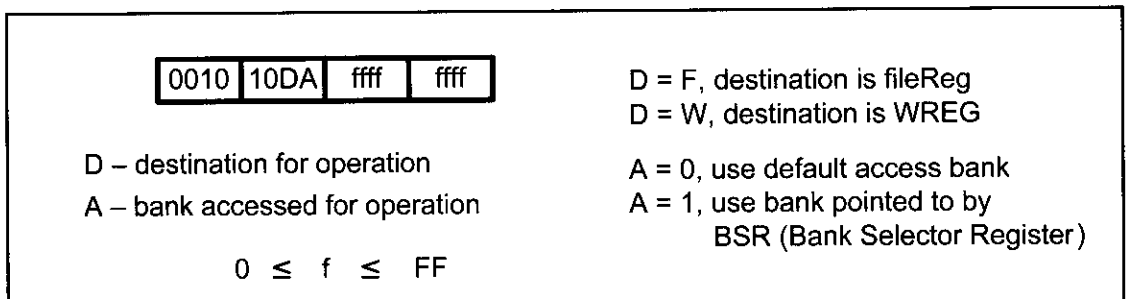 0010 10DA ffff ffff
D – destination for operation
A – bank accessed for operation
0 ≤ f ≤ FF
D = F, destination is fileReg
D = W, destination is WREG
A = 0, use default access bank
A = 1, use bank pointed to by
BSR (Bank Selector Register)